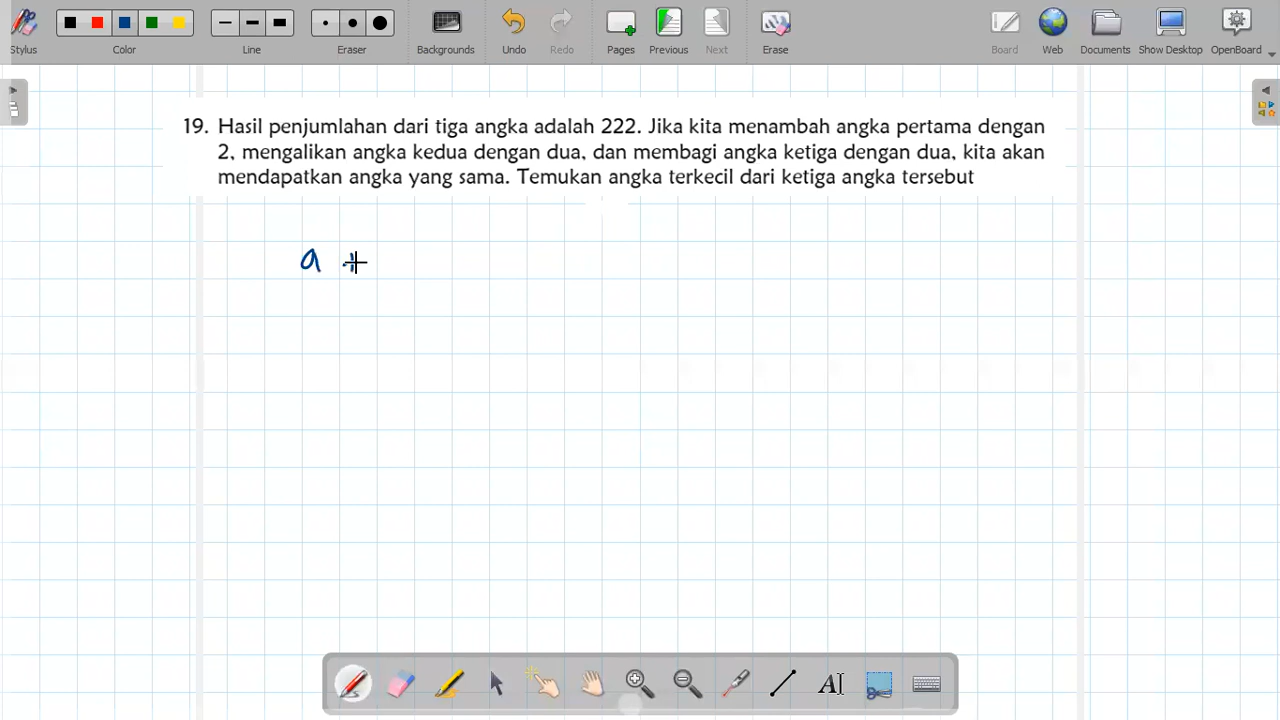 Stylus Color Line Eraser Backgrounds Undo Redo Pages Previous Next Erase Board Web Documents Show Desktop OpenBoard
19. Hasil penjumlahan dari tiga angka adalah 222. Jika kita menambah angka pertama dengan
2, mengalikan angka kedua dengan dua, dan membagi angka ketiga dengan dua, kita akan
mendapatkan angka yang sama. Temukan angka terkecil dari ketiga angka tersebut
a +